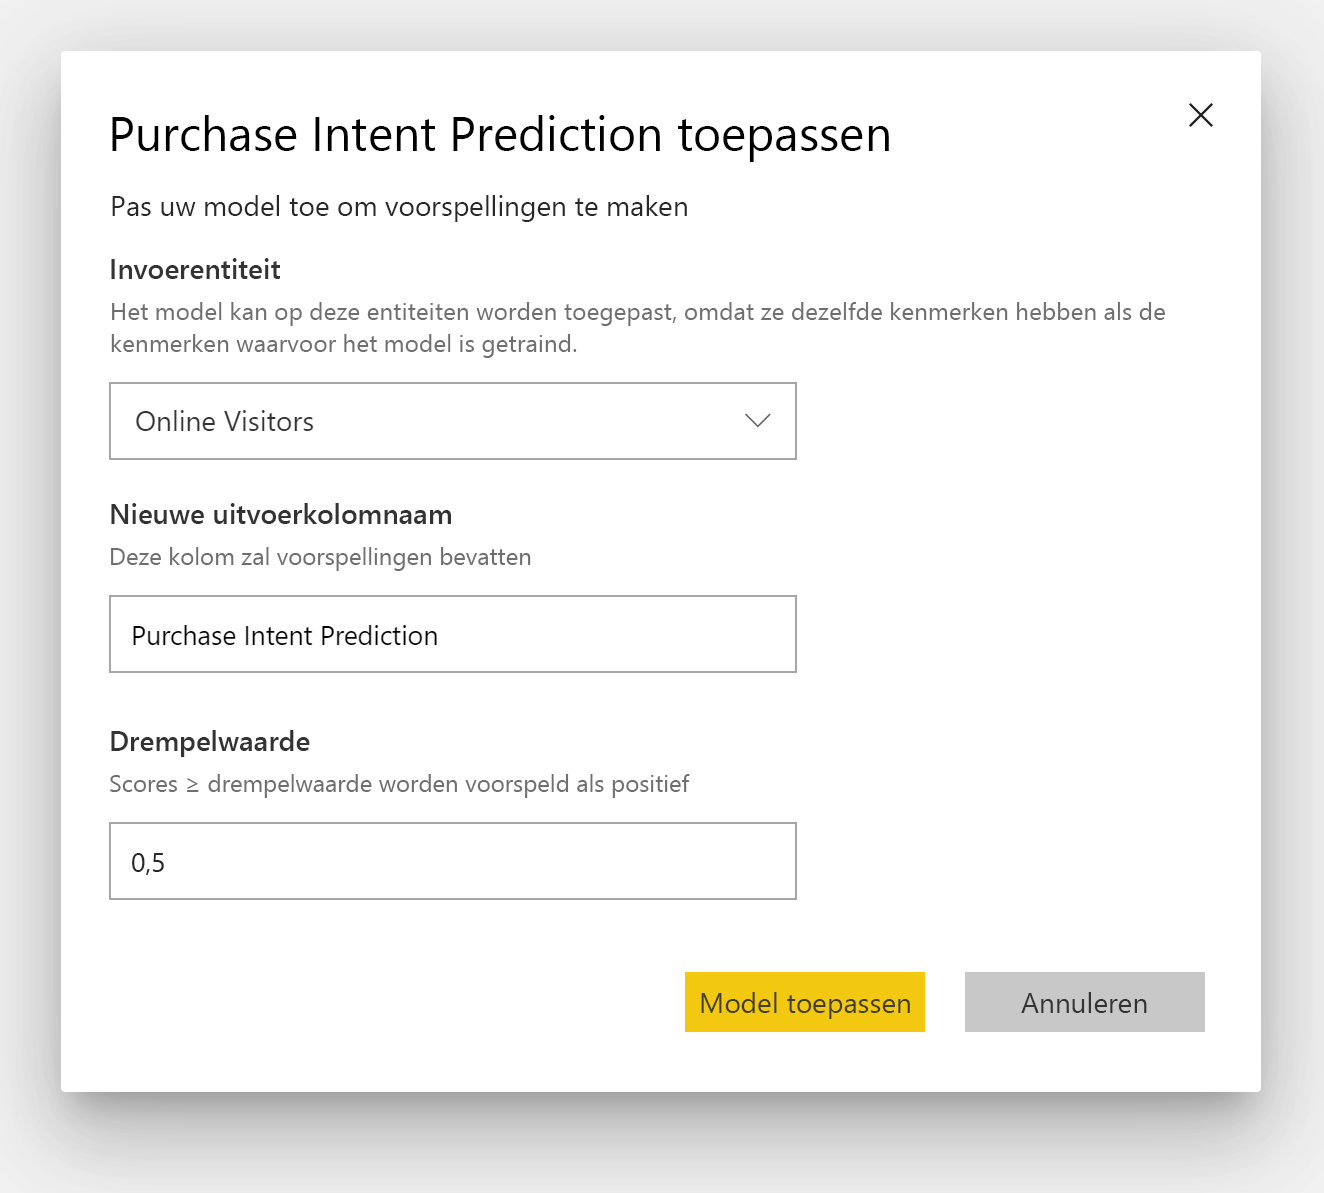 Purchase Intent Prediction toepassen
Pas uw model toe om voorspellingen te maken
Invoerentiteit
Het model kan op deze entiteiten worden toegepast, omdat ze dezelfde kenmerken hebben als de
kenmerken waarvoor het model is getraind.
Online Visitors
Nieuwe uitvoerkolomnaam
Deze kolom zal voorspellingen bevatten
Purchase Intent Prediction
Drempelwaarde
Scores ≥ drempelwaarde worden voorspeld als positief
0,5
Model toepassen
Annuleren